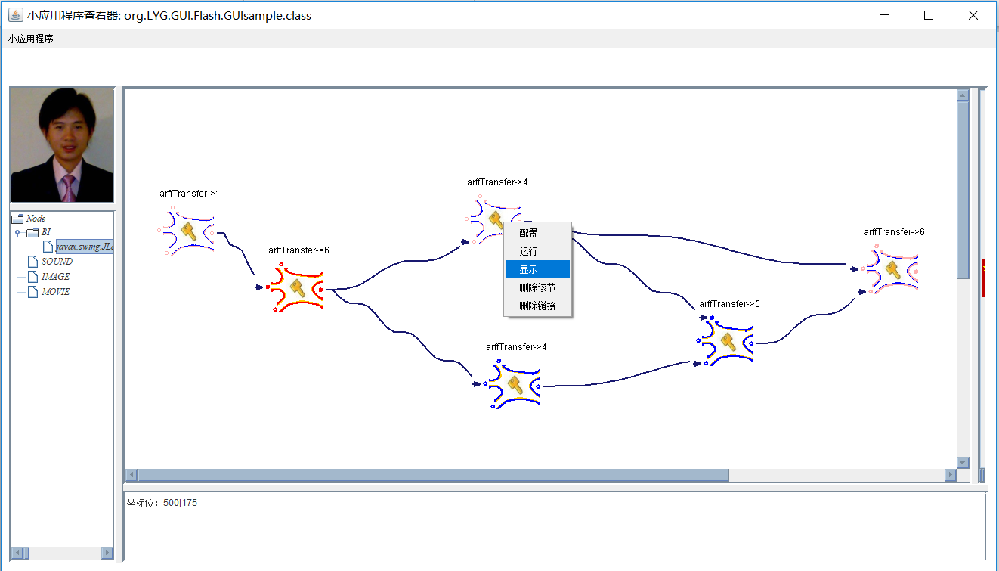 小应用程序查看器: org.LYG.GUI.Flash.GUIsample.class
小应用程序
Node
BI
javax.swing.JLa
SOUND
IMAGE
MOVIE
arffTransfer->1
arffTransfer->6
arffTransfer->4
配置
运行
显示
删除该节
删除链接
arffTransfer->4
arffTransfer->5
arffTransfer->6
坐标位：500|175